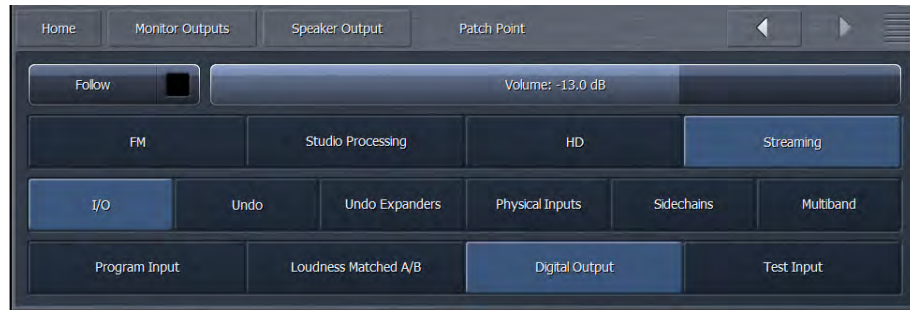 Home Monitor Outputs Speaker Output Patch Point
Follow Volume: -13.0 dB
FM Studio Processing HD Streaming
I/O Undo Undo Expanders Physical Inputs Sidechains Multiband
Program Input Loudness Matched A/B Digital Output Test Input